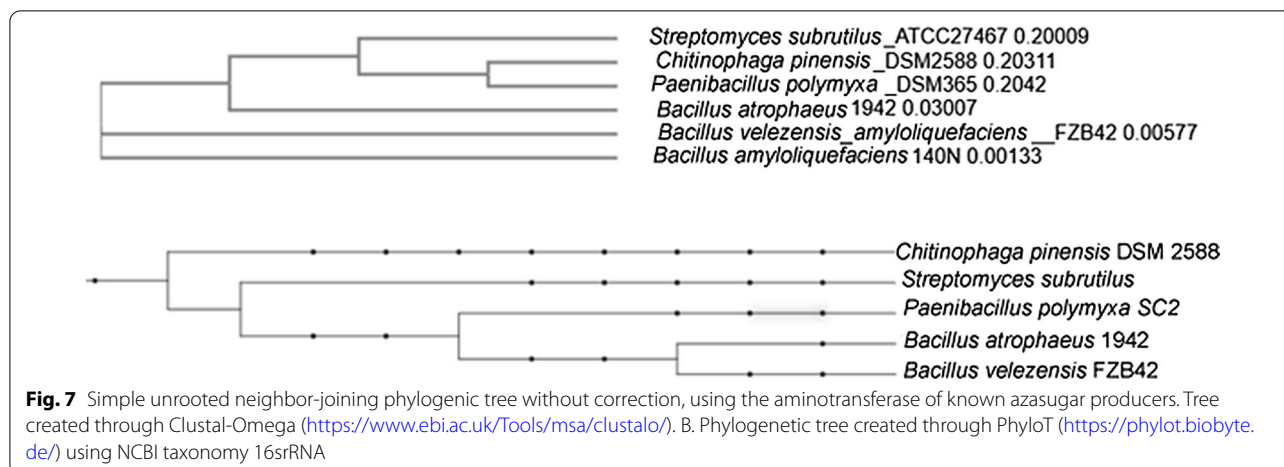 Streptomyces subrutilus_ATCC27467 0.20009
Chitinophaga pinensis_DSM2588 0.20311
Paenibacillus polymyxa_DSM365 0.2042
Bacillus atrophaeus 1942 0.03007
Bacillus velezensis_amyloliquefaciens__FZB42 0.00577
Bacillus amyloliquefaciens 140N 0.00133
Chitinophaga pinensis DSM 2588
Streptomyces subrutilus
Paenibacillus polymyxa SC2
Bacillus atrophaeus 1942
Bacillus velezensis FZB42
Fig. 7 Simple unrooted neighbor-joining phylogenic tree without correction, using the aminotransferase of known azasugar producers. Tree
created through Clustal-Omega (https://www.ebi.ac.uk/Tools/msa/clustalo/). B. Phylogenetic tree created through PhyloT (https://phylot.biobyte.
de/) using NCBI taxonomy 16srRNA